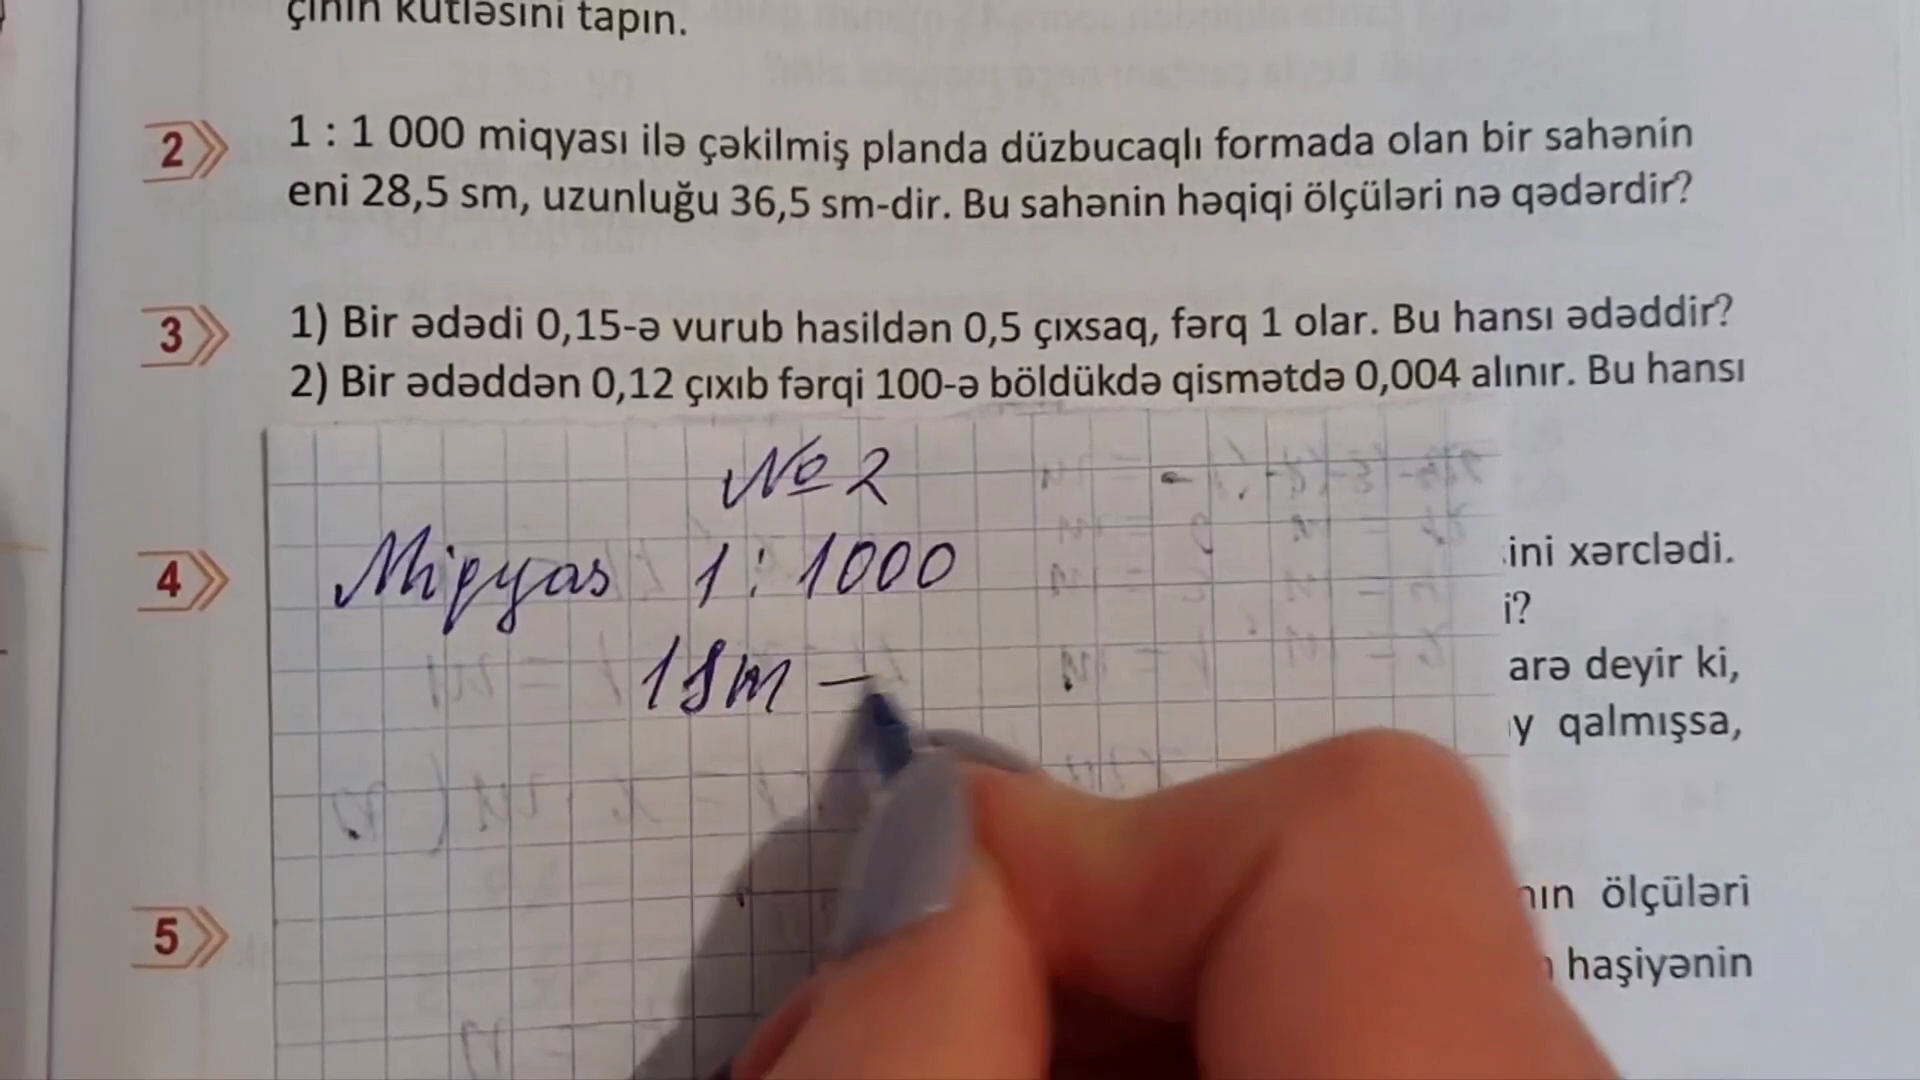 çinin kütləsini tapın.
2
1 : 1 000 miqyası ilə çəkilmiş planda düzbucaqlı formada olan bir sahənin
eni 28,5 sm, uzunluğu 36,5 sm-dir. Bu sahənin həqiqi ölçüləri nə qədərdir?
3
1) Bir ədədi 0,15-ə vurub hasildən 0,5 çıxsaq, fərq 1 olar. Bu hansı ədəddir?
2) Bir ədəddən 0,12 çıxıb fərqi 100-ə böldükdə qismətdə 0,004 alınır. Bu hansı
№ 2
Miqyas 1 : 1000
1 sm –
4
ini xərclədi.
i?
arə deyir ki,
y qalmışsa,
5
nın ölçüləri
haşiyənin